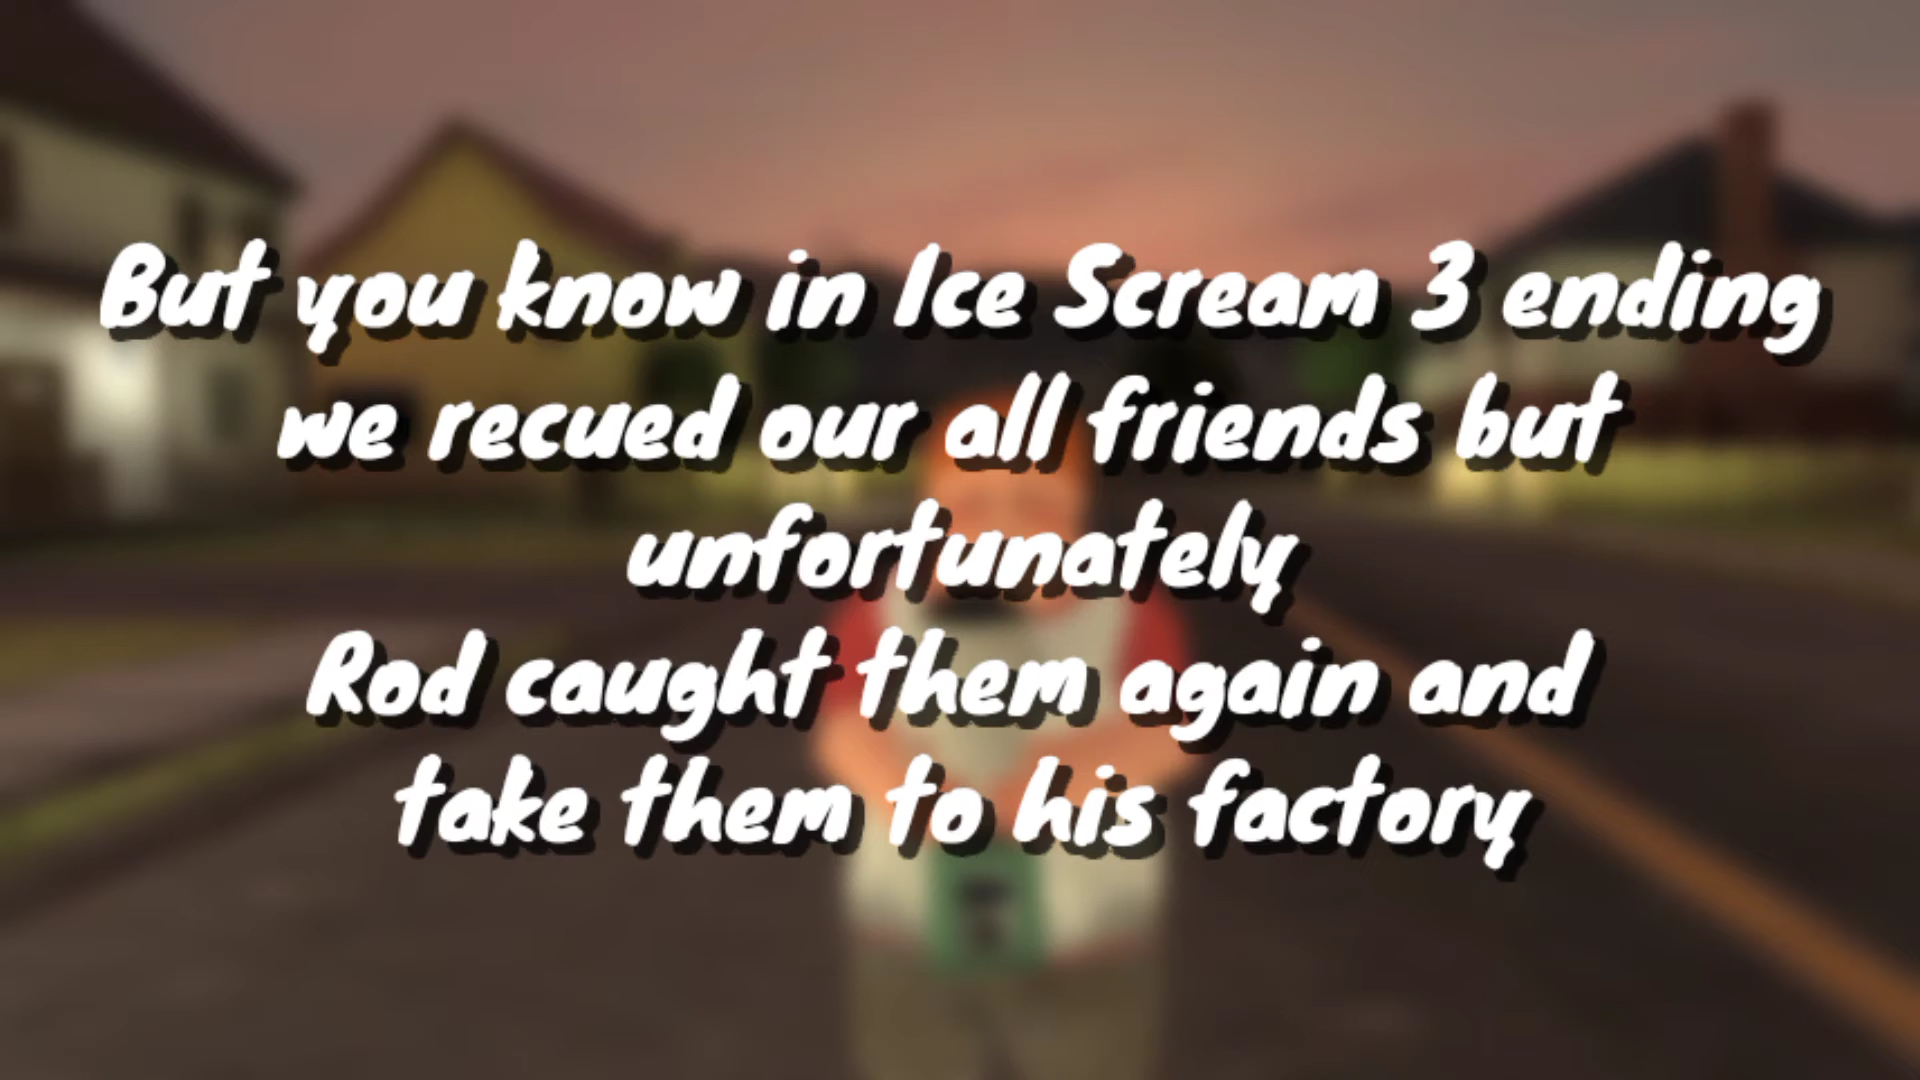 But you know in Ice Scream 3 ending
we recued our all friends but
unfortunately
Rod caught them again and
take them to his factory